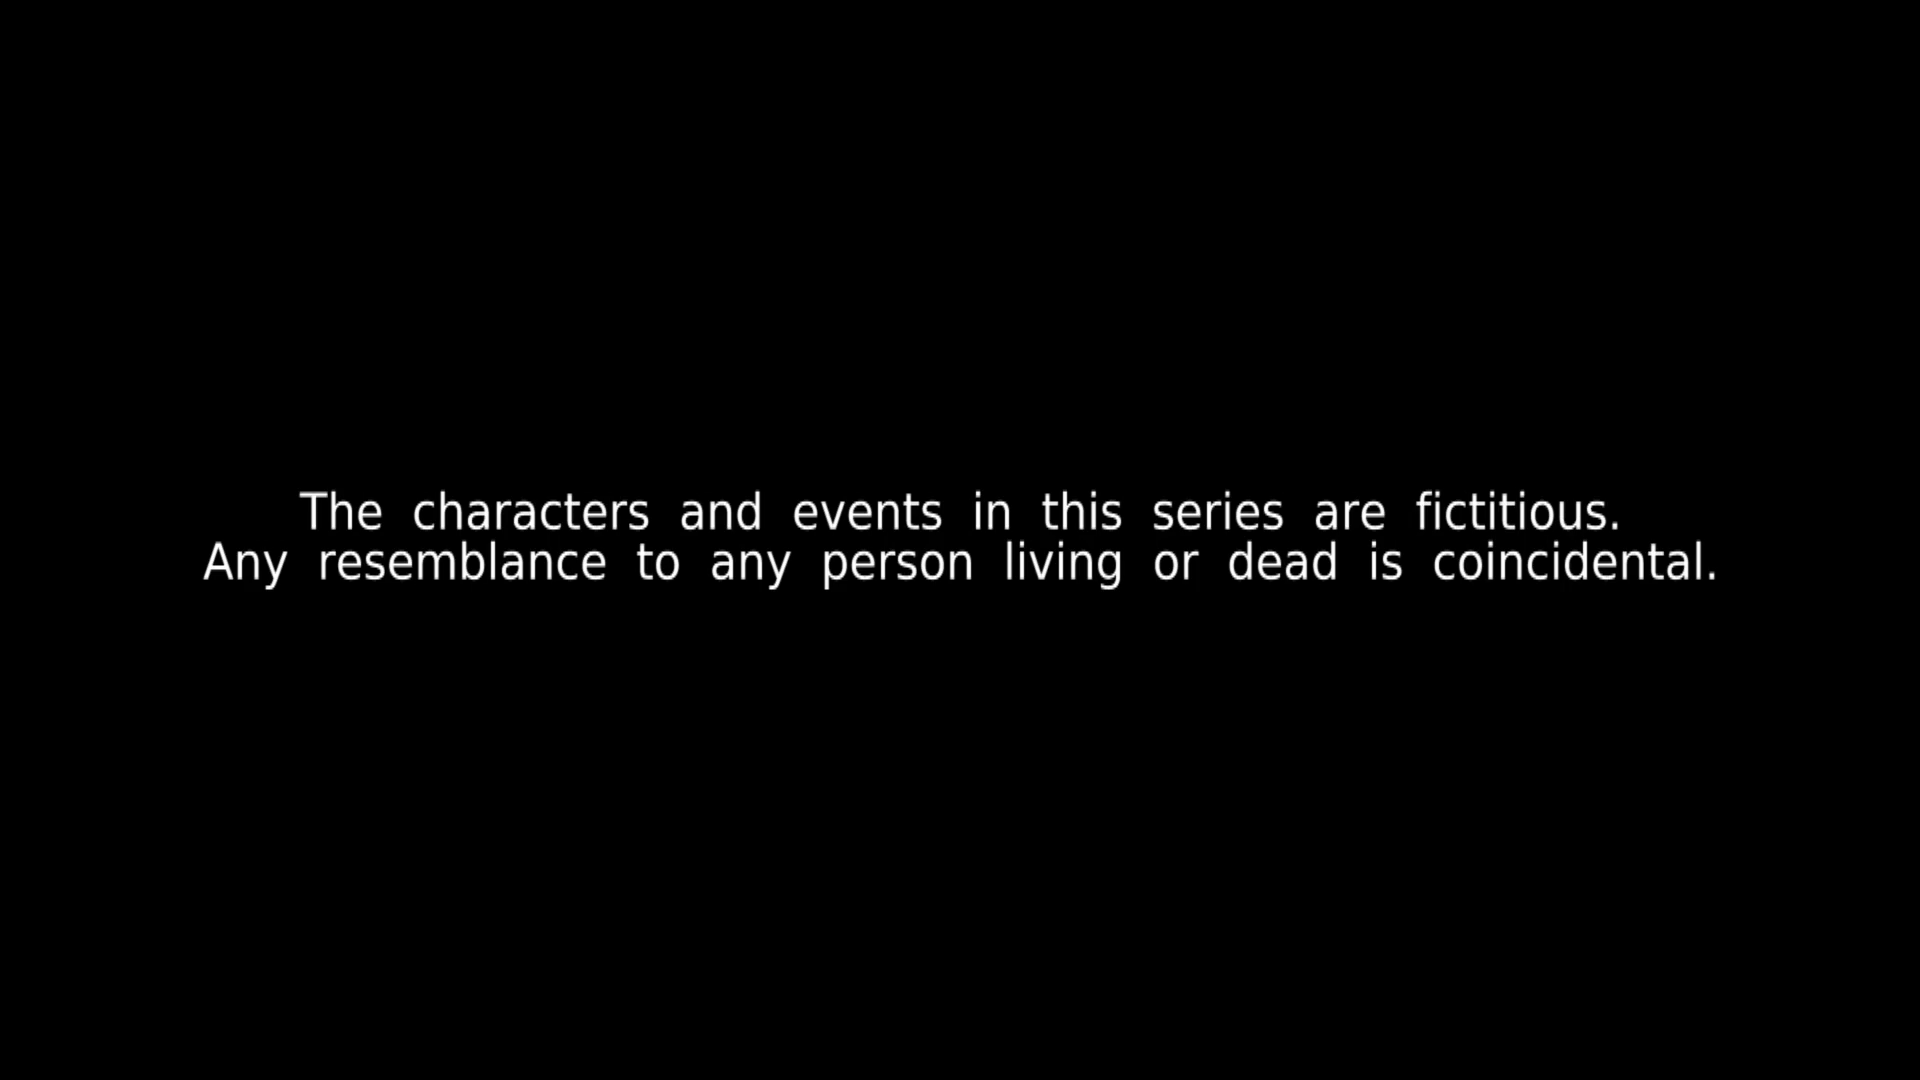 The characters and events in this series are fictitious.
Any resemblance to any person living or dead is coincidental.